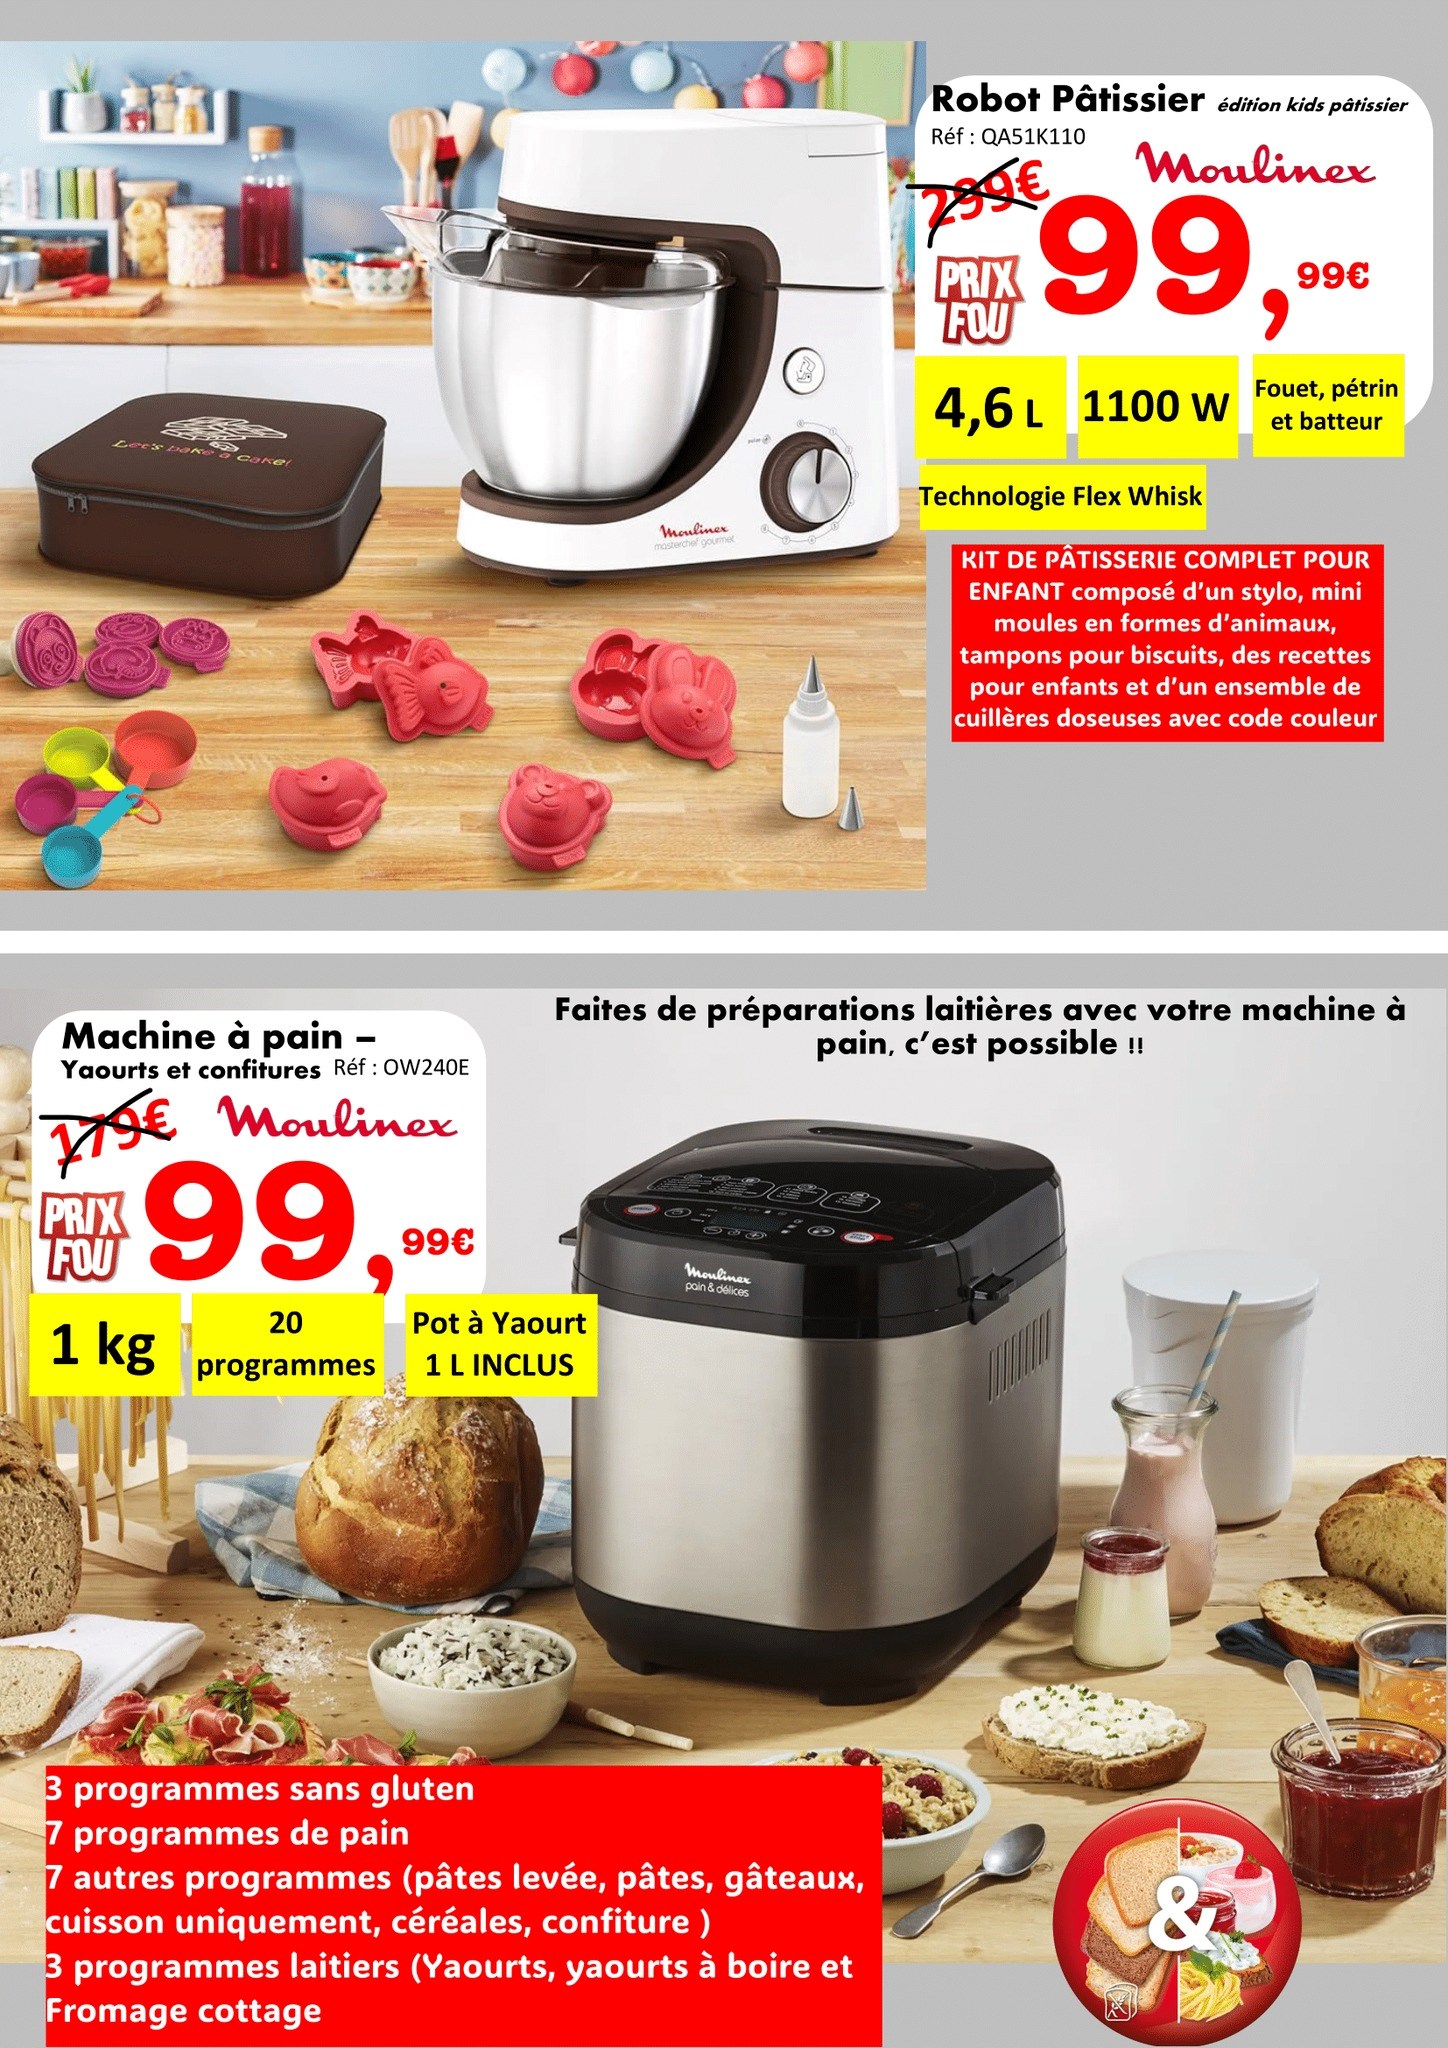 Robot Pâtissier édition kids pâtissier
Réf : QA51K110
Moulinex
299€
99,99€
PRIX
FOU
4,6 L
1100 W
Fouet, pétrin
et batteur
Technologie Flex Whisk
KIT DE PÂTISSERIE COMPLET POUR
ENFANT composé d’un stylo, mini
moules en formes d’animaux,
tampons pour biscuits, des recettes
pour enfants et d’un ensemble de
cuillères doseuses avec code couleur
Let's bake a cake!
Moulinex
masterchef gourmet
Faites de préparations laitières avec votre machine à
pain, c’est possible !!
Machine à pain –
Yaourts et confitures Réf : OW240E
179€
Moulinex
99,99€
PRIX
FOU
1 kg
20
programmes
Pot à Yaourt
1 L INCLUS
Moulinex
pain & délices
3 programmes sans gluten
7 programmes de pain
7 autres programmes (pâtes levée, pâtes, gâteaux,
cuisson uniquement, céréales, confiture )
3 programmes laitiers (Yaourts, yaourts à boire et
Fromage cottage
&